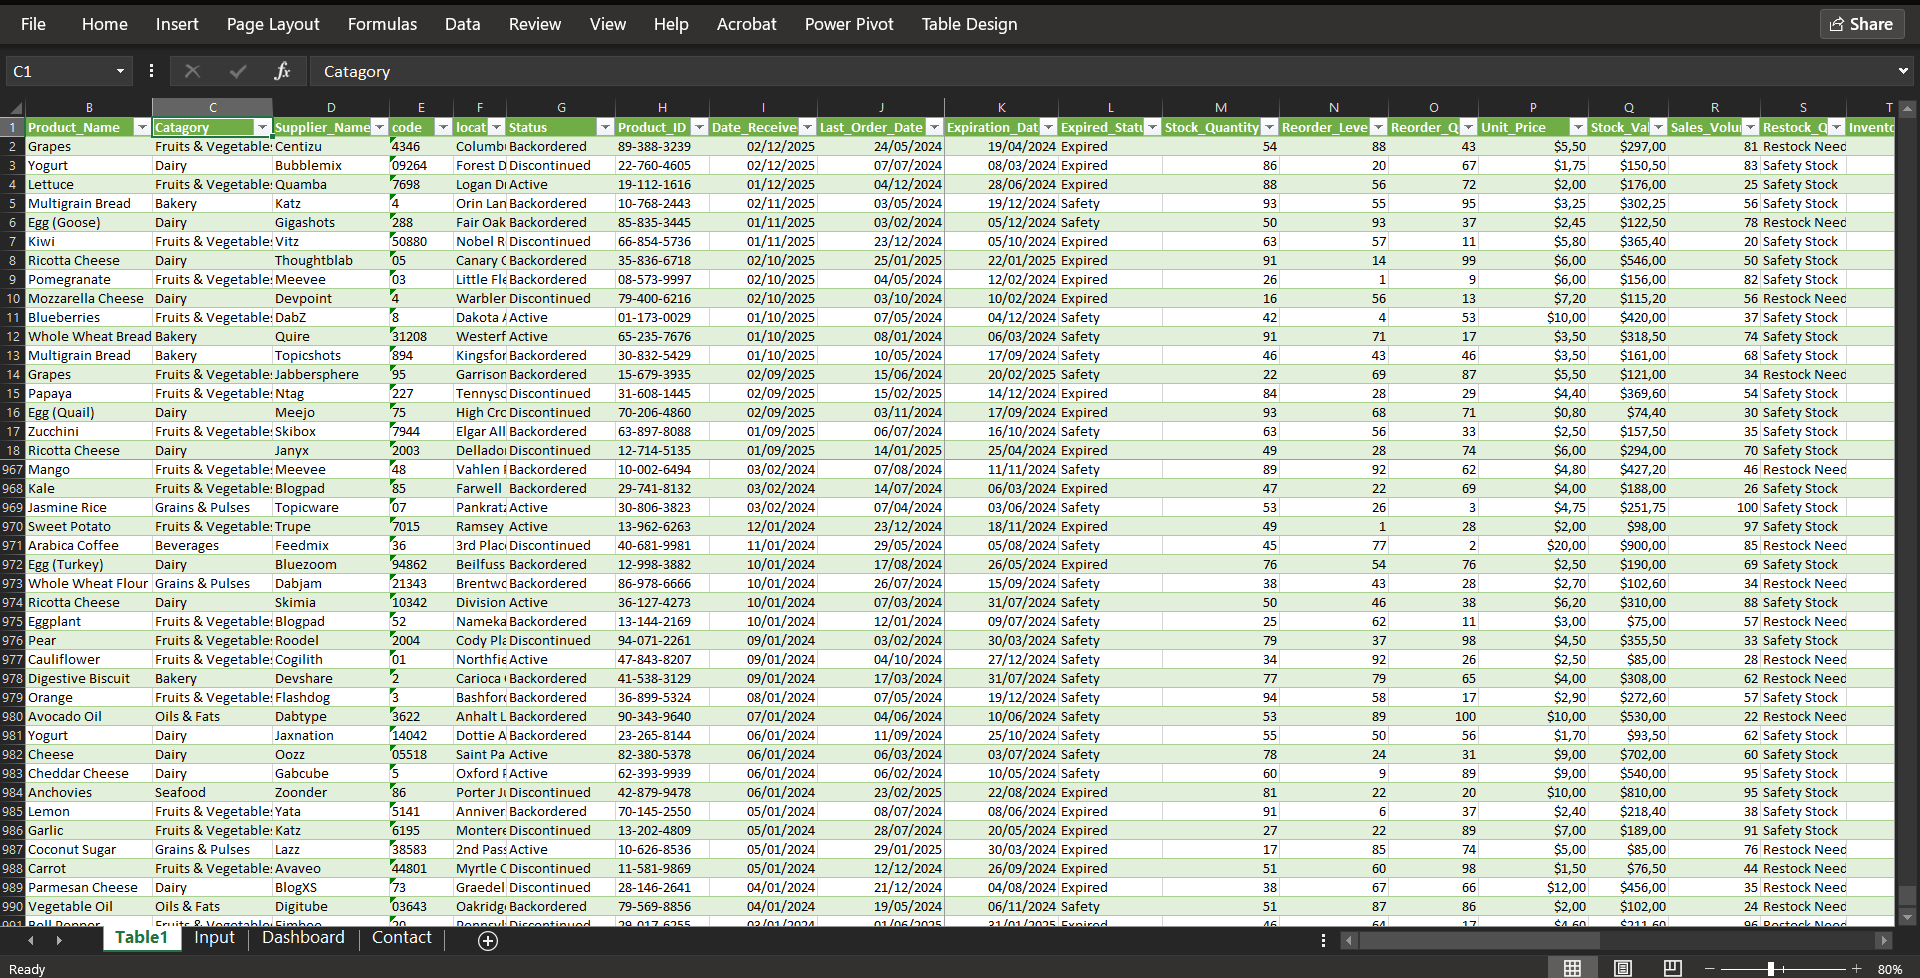 File Home Insert Page Layout Formulas Data Review View Help Acrobat Power Pivot Table Design Share
C1 fx Catagory
B C D E F G H I J K L M N O P Q R S T
1 Product_Name Catagory Supplier_Name code locat Status Product_ID Date_Receive Last_Order_Date Expiration_Dat Expired_Statu Stock_Quantity Reorder_Leve Reorder_Q Unit_Price Stock_Val Sales_Volu Restock_Q Invento
2 Grapes Fruits & Vegetables Centizu 4346 Columb Backordered 89-388-3239 02/12/2025 24/05/2024 19/04/2024 Expired 54 88 43 $5,50 $297,00 81 Restock Need
3 Yogurt Dairy Bubblemix 09264 Forest D Discontinued 22-760-4605 02/12/2025 07/07/2024 08/03/2024 Expired 86 20 67 $1,75 $150,50 83 Safety Stock
4 Lettuce Fruits & Vegetables Quamba 7698 Logan D Active 19-112-1616 01/12/2025 04/12/2024 28/06/2024 Expired 88 56 72 $2,00 $176,00 25 Safety Stock
5 Multigrain Bread Bakery Katz 4 Orin Lan Backordered 10-768-2443 02/11/2025 03/05/2024 19/12/2024 Safety 93 55 95 $3,25 $302,25 56 Safety Stock
6 Egg (Goose) Dairy Gigashots 288 Fair Oak Backordered 85-835-3445 01/11/2025 03/02/2024 05/12/2024 Safety 50 93 37 $2,45 $122,50 78 Restock Need
7 Kiwi Fruits & Vegetables Vitz 50880 Nobel R Discontinued 66-854-5736 01/11/2025 23/12/2024 05/10/2024 Expired 63 57 11 $5,80 $365,40 20 Safety Stock
8 Ricotta Cheese Dairy Thoughtblab 05 Canary C Backordered 35-836-6718 02/10/2025 25/01/2025 22/01/2025 Expired 91 14 99 $6,00 $546,00 50 Safety Stock
9 Pomegranate Fruits & Vegetables Meevee 03 Little Fle Backordered 08-573-9997 02/10/2025 04/05/2024 12/02/2024 Expired 26 1 9 $6,00 $156,00 82 Safety Stock
10 Mozzarella Cheese Dairy Devpoint 4 Warbler Discontinued 79-400-6216 02/10/2025 03/10/2024 10/02/2024 Expired 16 56 13 $7,20 $115,20 56 Restock Need
11 Blueberries Fruits & Vegetables DabZ 8 Dakota A Active 01-173-0029 01/10/2025 07/05/2024 04/12/2024 Safety 42 4 53 $10,00 $420,00 37 Safety Stock
12 Whole Wheat Bread Bakery Quire 31208 Westerf Active 65-235-7676 01/10/2025 08/01/2024 06/03/2024 Safety 91 71 17 $3,50 $318,50 74 Safety Stock
13 Multigrain Bread Bakery Topicshots 894 Kingsfor Backordered 30-832-5429 01/10/2025 10/05/2024 17/09/2024 Safety 46 43 46 $3,50 $161,00 68 Safety Stock
14 Grapes Fruits & Vegetables Jabbersphere 95 Garrison Backordered 15-679-3935 02/09/2025 15/06/2024 20/02/2025 Safety 22 69 87 $5,50 $121,00 34 Restock Need
15 Papaya Fruits & Vegetables Ntag 227 Tennyso Discontinued 31-608-1445 02/09/2025 15/02/2024 14/12/2024 Expired 84 28 29 $4,40 $369,60 54 Safety Stock
16 Egg (Quail) Dairy Meejo 75 High Cro Discontinued 70-206-4860 02/09/2025 03/11/2024 17/09/2024 Expired 93 68 71 $0,80 $74,40 30 Safety Stock
17 Zucchini Fruits & Vegetables Skibox 7944 Elgar All Backordered 63-897-8088 01/09/2025 06/07/2024 16/10/2024 Safety 63 56 33 $2,50 $157,50 35 Safety Stock
18 Ricotta Cheese Dairy Janyx 2003 Dellado Discontinued 12-714-5135 01/09/2025 14/01/2025 25/04/2024 Expired 49 28 74 $6,00 $294,00 70 Safety Stock
967 Mango Fruits & Vegetables Meevee 48 Vahlen Backordered 10-002-6494 03/02/2024 07/08/2024 11/11/2024 Safety 89 92 62 $4,80 $427,20 46 Restock Need
968 Kale Fruits & Vegetables Blogpad 85 Farwell Backordered 29-741-8132 03/02/2024 14/07/2024 06/03/2024 Expired 47 22 69 $4,00 $188,00 26 Safety Stock
969 Jasmine Rice Grains & Pulses Topicware 07 Pankratz Active 30-806-3823 03/02/2024 07/04/2024 03/06/2024 Safety 53 26 3 $4,75 $251,75 100 Safety Stock
970 Sweet Potato Fruits & Vegetables Trupe 7015 Ramsey Active 13-962-6263 12/01/2024 23/12/2024 18/11/2024 Expired 49 1 28 $2,00 $98,00 97 Safety Stock
971 Arabica Coffee Beverages Feedmix 36 3rd Plac Discontinued 40-681-9981 11/01/2024 29/05/2024 05/08/2024 Safety 45 77 2 $20,00 $900,00 85 Restock Need
972 Egg (Turkey) Dairy Bluezoom 94862 Beilfuss Backordered 12-998-3882 10/01/2024 17/08/2024 26/05/2024 Expired 76 54 76 $2,50 $190,00 69 Safety Stock
973 Whole Wheat Flour Grains & Pulses Dabjam 21343 Brentwo Backordered 86-978-6666 10/01/2024 26/07/2024 15/09/2024 Safety 38 43 28 $2,70 $102,60 34 Restock Need
974 Ricotta Cheese Dairy Skimia 10342 Division Active 36-127-4273 10/01/2024 07/03/2024 31/07/2024 Safety 50 46 38 $6,20 $310,00 88 Safety Stock
975 Eggplant Fruits & Vegetables Blogpad 52 Nameka Backordered 13-144-2169 10/01/2024 12/01/2024 09/07/2024 Safety 25 62 11 $3,00 $75,00 57 Restock Need
976 Pear Fruits & Vegetables Roodel 2004 Cody Pla Discontinued 94-071-2261 09/01/2024 03/02/2024 30/03/2024 Safety 79 37 98 $4,50 $355,50 33 Safety Stock
977 Cauliflower Fruits & Vegetables Cogilith 01 Northfie Active 47-843-8207 09/01/2024 04/10/2024 27/12/2024 Safety 34 92 26 $2,50 $85,00 28 Restock Need
978 Digestive Biscuit Bakery Devshare 2 Carioca Backordered 41-538-3129 09/01/2024 17/03/2024 31/07/2024 Safety 77 79 65 $4,00 $308,00 62 Restock Need
979 Orange Fruits & Vegetables Flashdog 3 Bashford Backordered 36-899-5324 08/01/2024 07/05/2024 19/12/2024 Safety 94 58 17 $2,90 $272,60 57 Safety Stock
980 Avocado Oil Oils & Fats Dabtype 3622 Anhalt L Backordered 90-343-9640 07/01/2024 04/06/2024 10/06/2024 Safety 53 89 100 $10,00 $530,00 22 Restock Need
981 Yogurt Dairy Jaxnation 14042 Dottie A Backordered 23-265-8144 06/01/2024 11/09/2024 25/10/2024 Safety 55 50 56 $1,70 $93,50 62 Safety Stock
982 Cheese Dairy Oozz 05518 Saint Pa Active 82-380-5378 06/01/2024 06/03/2024 03/07/2024 Safety 78 24 31 $9,00 $702,00 60 Safety Stock
983 Cheddar Cheese Dairy Gabcube 5 Oxford P Active 62-393-9939 06/01/2024 06/02/2024 10/05/2024 Safety 60 9 89 $9,00 $540,00 95 Safety Stock
984 Anchovies Seafood Zoonder 86 Porter Ju Discontinued 42-879-9478 06/01/2024 23/02/2025 22/08/2024 Expired 81 22 20 $10,00 $810,00 95 Safety Stock
985 Lemon Fruits & Vegetables Yata 5141 Anniver Backordered 70-145-2550 05/01/2024 08/07/2024 08/06/2024 Expired 91 6 37 $2,40 $218,40 38 Safety Stock
986 Garlic Fruits & Vegetables Katz 6195 Montere Discontinued 13-202-4809 05/01/2024 28/07/2024 20/05/2024 Expired 27 22 89 $7,00 $189,00 91 Safety Stock
987 Coconut Sugar Grains & Pulses Lazz 38583 2nd Pas Active 10-626-8536 05/01/2024 29/01/2025 30/03/2024 Expired 17 85 74 $5,00 $85,00 76 Restock Need
988 Carrot Fruits & Vegetables Avaveo 44801 Myrtle C Discontinued 11-581-9869 05/01/2024 12/12/2024 26/09/2024 Expired 51 60 98 $1,50 $76,50 44 Restock Need
989 Parmesan Cheese Dairy BlogXS 73 Graedel Discontinued 28-146-2641 04/01/2024 21/12/2024 04/08/2024 Expired 38 67 66 $12,00 $456,00 35 Restock Need
990 Vegetable Oil Oils & Fats Digitube 03643 Oakridg Backordered 79-569-8856 04/01/2024 19/05/2024 06/11/2024 Safety 51 87 86 $2,00 $102,00 24 Restock Need
991 Bell Pepper Fruits & Vegetables Fimbee 20 Discontinued 29-017-6255 03/01/2024 01/06/2025 31/01/2025 Expired 46 64 17 $4,60 $211,60 96 Restock Need
Table1 Input Dashboard Contact
Ready 80%